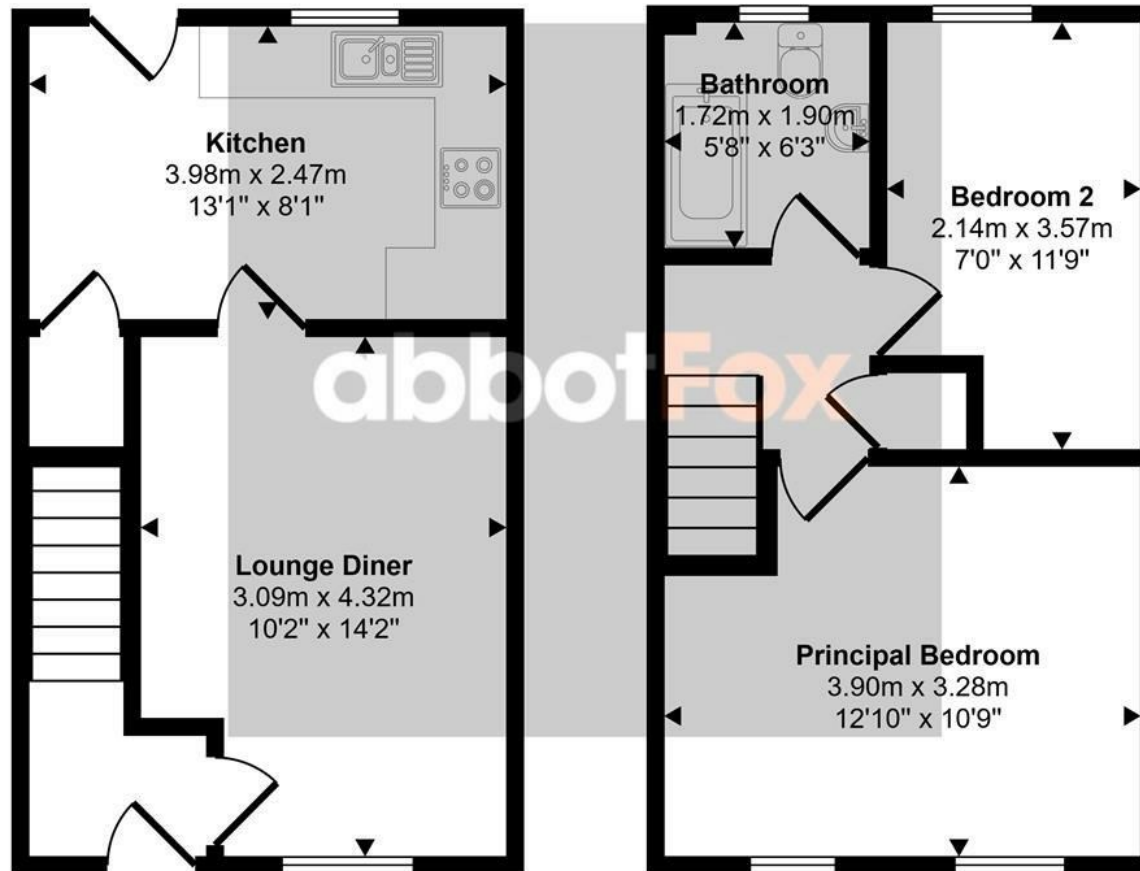 Kitchen
3.98m x 2.47m
13'1" x 8'1"
Lounge Diner
3.09m x 4.32m
10'2" x 14'2"
Bathroom
1.72m x 1.90m
5'8" x 6'3"
Bedroom 2
2.14m x 3.57m
7'0" x 11'9"
Principal Bedroom
3.90m x 3.28m
12'10" x 10'9"
abbotFox